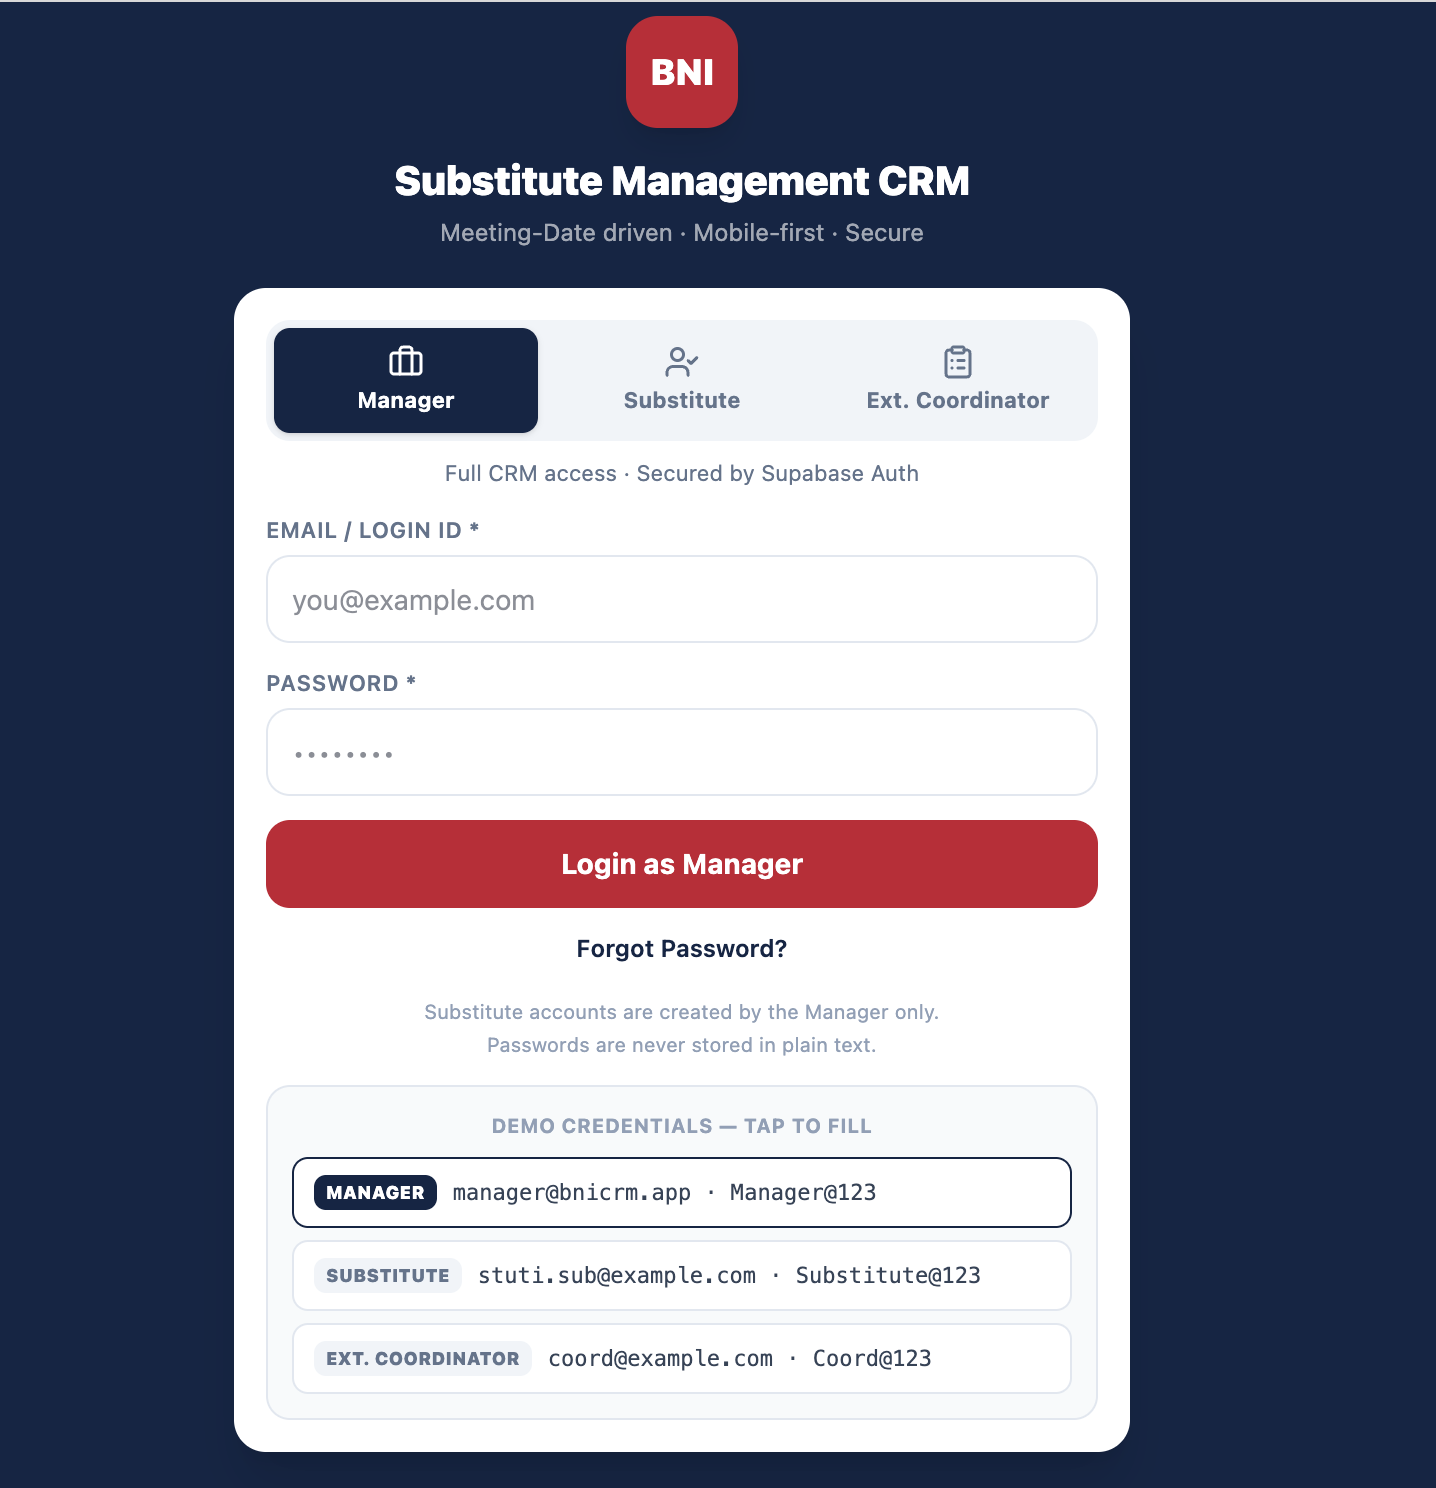 BNI
Substitute Management CRM
Meeting-Date driven · Mobile-first · Secure
Manager
Substitute
Ext. Coordinator
Full CRM access · Secured by Supabase Auth
EMAIL / LOGIN ID *
you@example.com
PASSWORD *
••••••••
Login as Manager
Forgot Password?
Substitute accounts are created by the Manager only.
Passwords are never stored in plain text.
DEMO CREDENTIALS — TAP TO FILL
MANAGER manager@bnicrm.app · Manager@123
SUBSTITUTE stuti.sub@example.com · Substitute@123
EXT. COORDINATOR coord@example.com · Coord@123